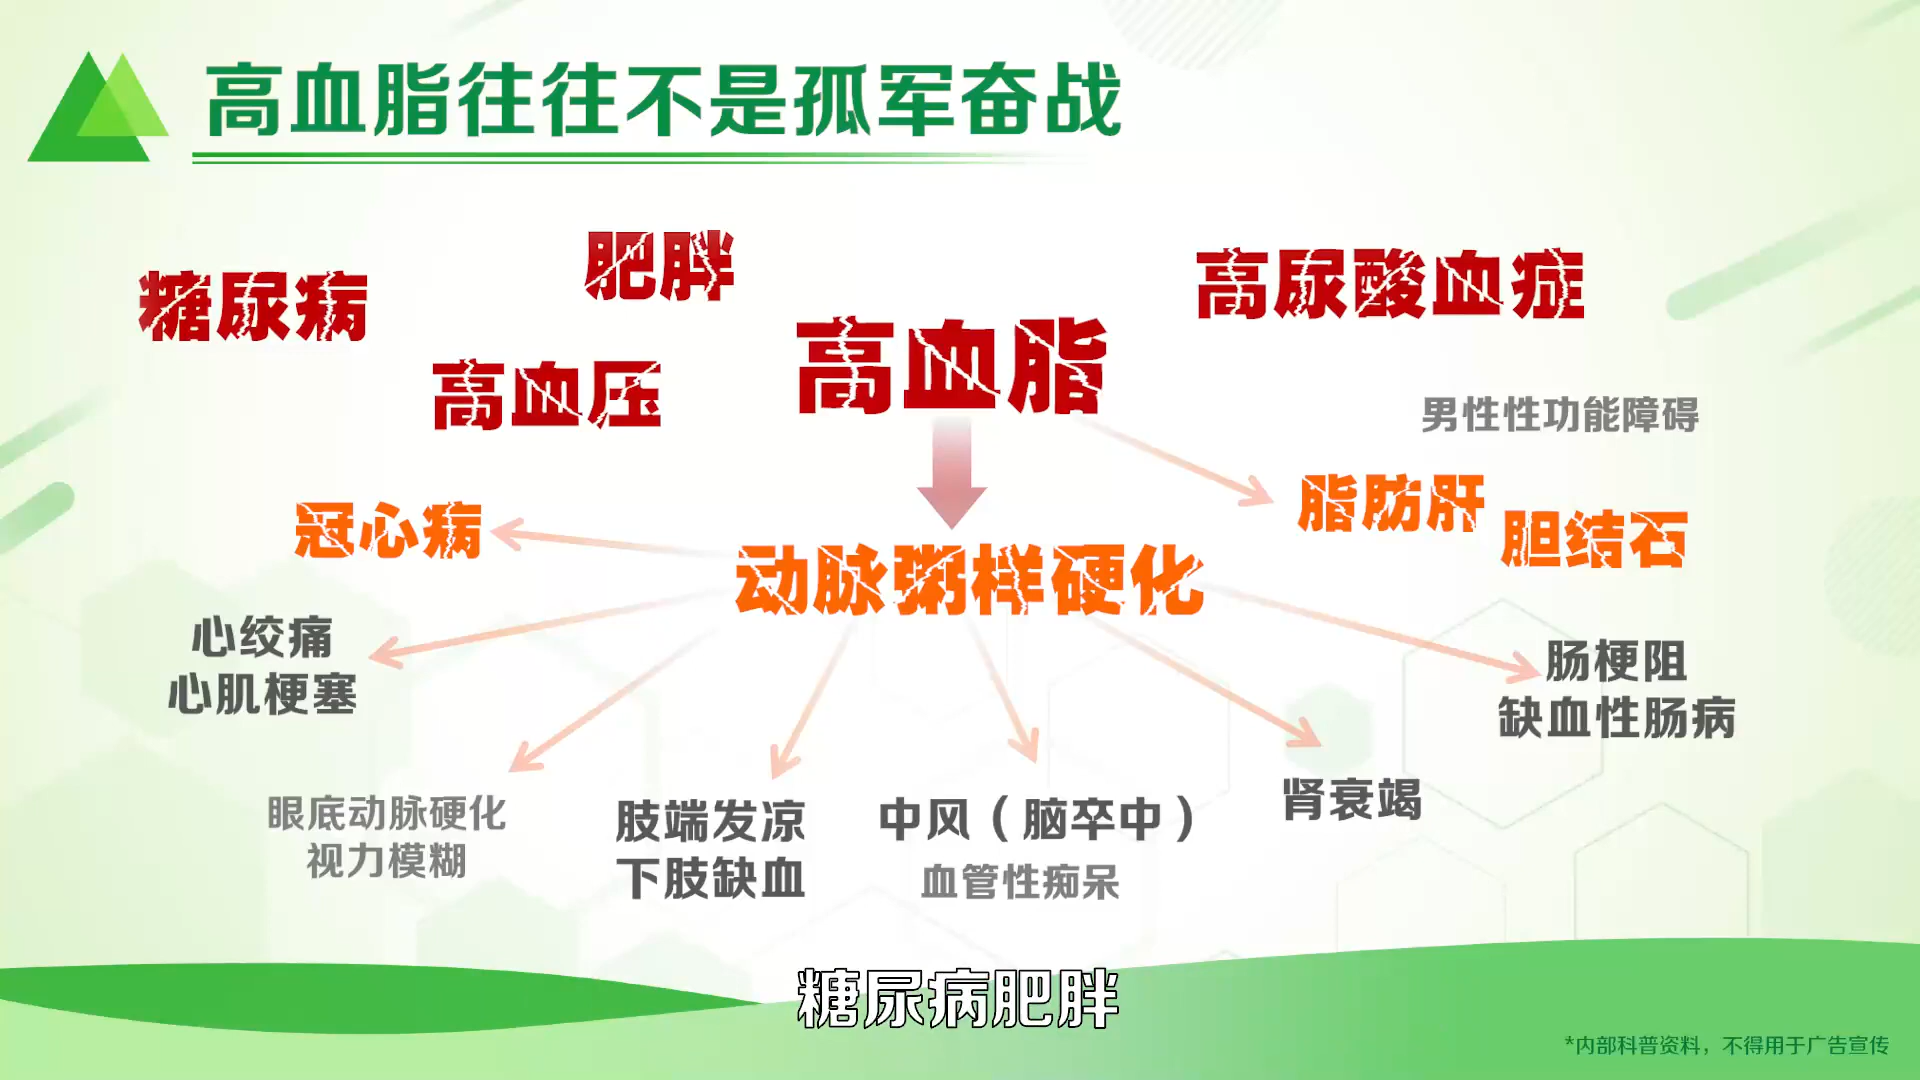 高血脂往往不是孤军奋战
肥胖
高尿酸血症
糖尿病
高血脂
高血压
男性性功能障碍
脂肪肝
冠心病
胆结石
动脉粥样硬化
心绞痛
心肌梗塞
肠梗阻
缺血性肠病
肾衰竭
眼底动脉硬化
视力模糊
肢端发凉
下肢缺血
中风（脑卒中）
血管性痴呆
糖尿病肥胖
*内部科普资料，不得用于广告宣传